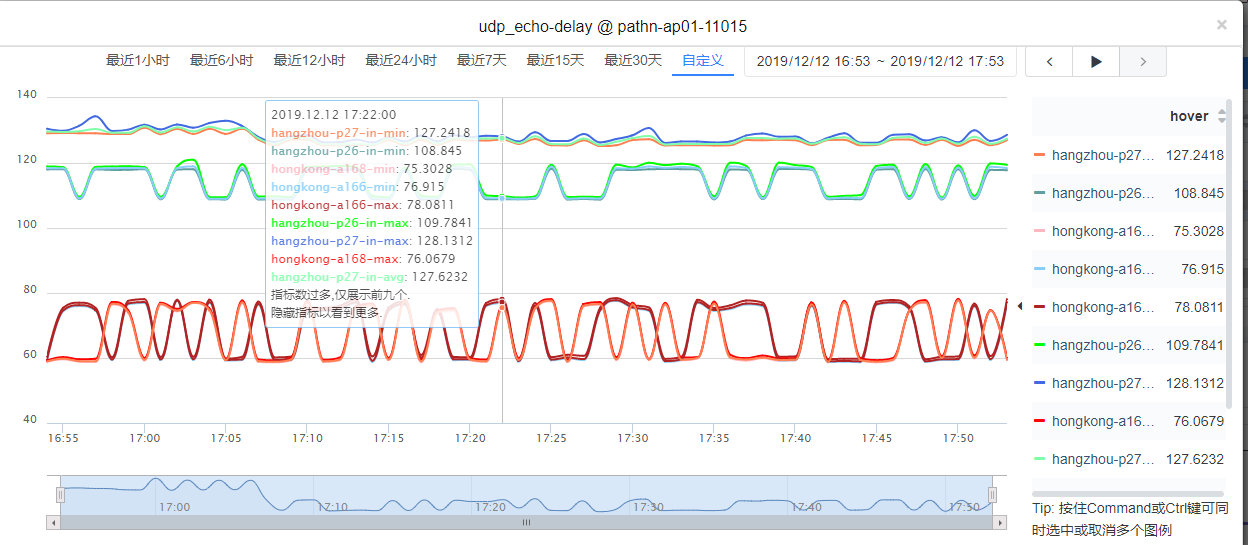 udp_echo-delay @ pathn-ap01-11015
×
最近1小时 最近6小时 最近12小时 最近24小时 最近7天 最近15天 最近30天 自定义 2019/12/12 16:53 ~ 2019/12/12 17:53
140
120
100
80
60
40
2019.12.12 17:22:00
hangzhou-p27-in-min: 127.2418
hangzhou-p26-in-min: 108.845
hongkong-a168-min: 75.3028
hongkong-a166-min: 76.915
hongkong-a166-max: 78.0811
hangzhou-p26-in-max: 109.7841
hangzhou-p27-in-max: 128.1312
hongkong-a168-max: 76.0679
hangzhou-p27-in-avg: 127.6232
指标数过多,仅展示前九个.
隐藏指标以看到更多.
16:55 17:00 17:05 17:10 17:15 17:20 17:25 17:30 17:35 17:40 17:45 17:50
17:00 17:10 17:20 17:30 17:40 17:50
hover
hangzhou-p27... 127.2418
hangzhou-p26... 108.845
hongkong-a16... 75.3028
hongkong-a16... 76.915
hongkong-a16... 78.0811
hangzhou-p26... 109.7841
hangzhou-p27... 128.1312
hongkong-a16... 76.0679
hangzhou-p27... 127.6232
Tip: 按住Command或Ctrl键可同
时选中或取消多个图例